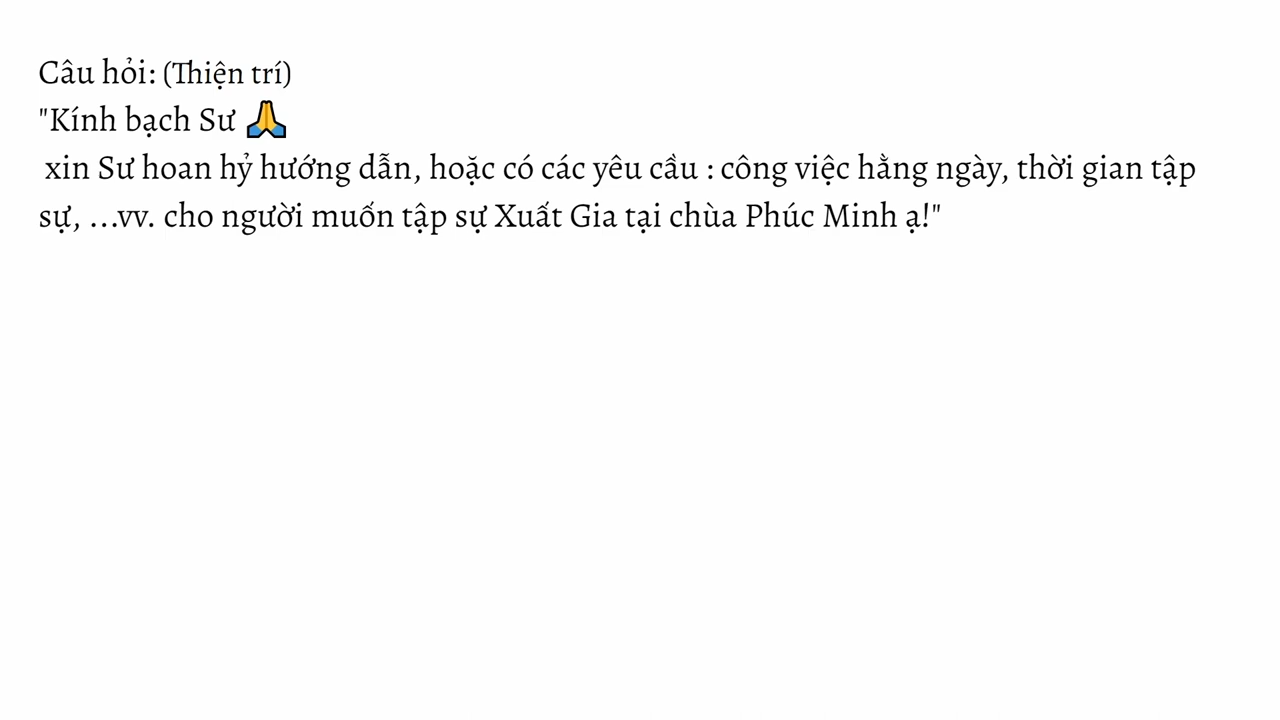 Câu hỏi: (Thiện trí)
"Kính bạch Sư 🙏
xin Sư hoan hỷ hướng dẫn, hoặc có các yêu cầu : công việc hằng ngày, thời gian tập
sự, ...vv. cho người muốn tập sự Xuất Gia tại chùa Phúc Minh ạ!"